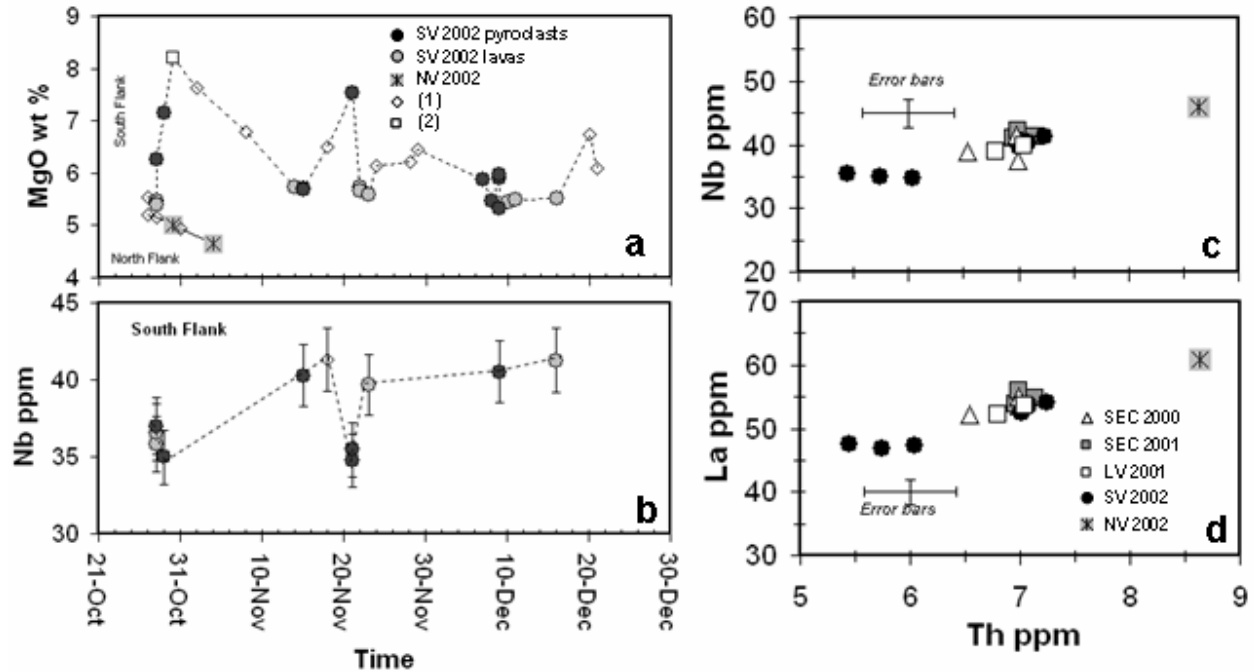 MgO wt %
9
8
7
6
5
4
South Flank
North Flank
SV 2002 pyroclasts
SV 2002 lavas
NV 2002
(1)
(2)
a
Nb ppm
45
40
35
30
South Flank
b
21-Oct
31-Oct
10-Nov
20-Nov
30-Nov
10-Dec
20-Dec
30-Dec
Time
Nb ppm
60
50
40
30
20
Error bars
c
La ppm
70
60
50
40
30
Error bars
SEC 2000
SEC 2001
LV 2001
SV 2002
NV 2002
d
5
6
7
8
9
Th ppm